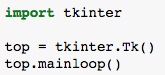 import tkinter
top = tkinter.Tk()
top.mainloop()